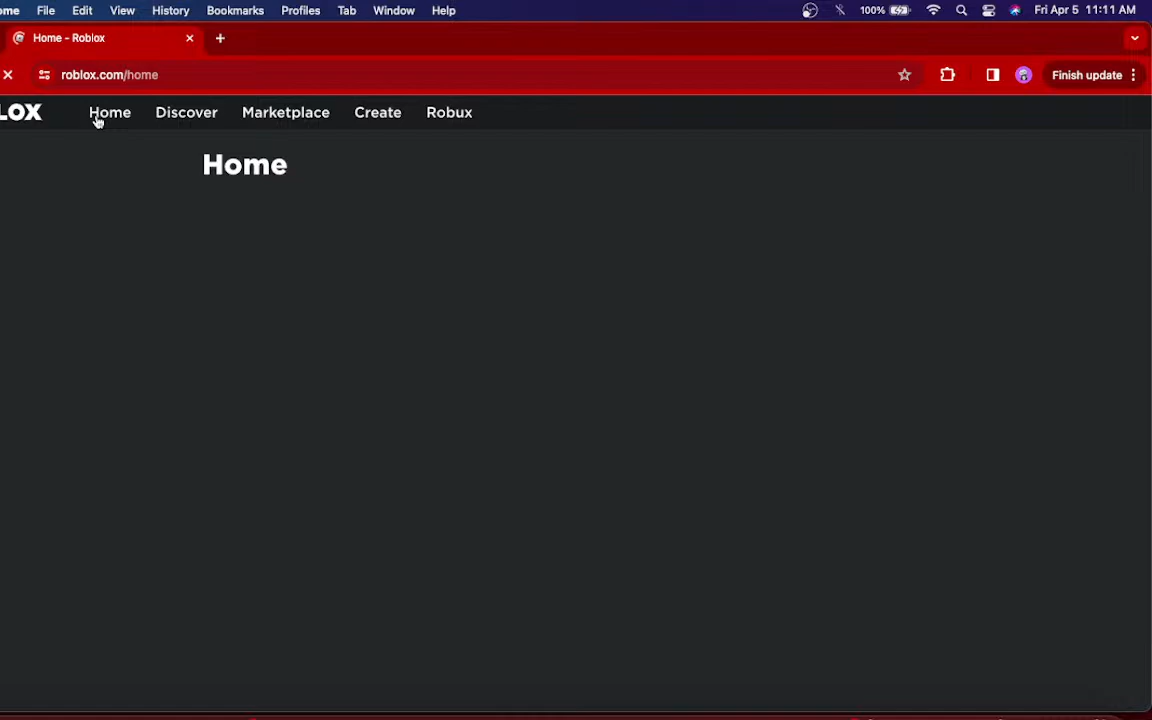 ome File Edit View History Bookmarks Profiles Tab Window Help 100% Fri Apr 5 11:11 AM
Home - Roblox
roblox.com/home Finish update
LOX Home Discover Marketplace Create Robux
Home